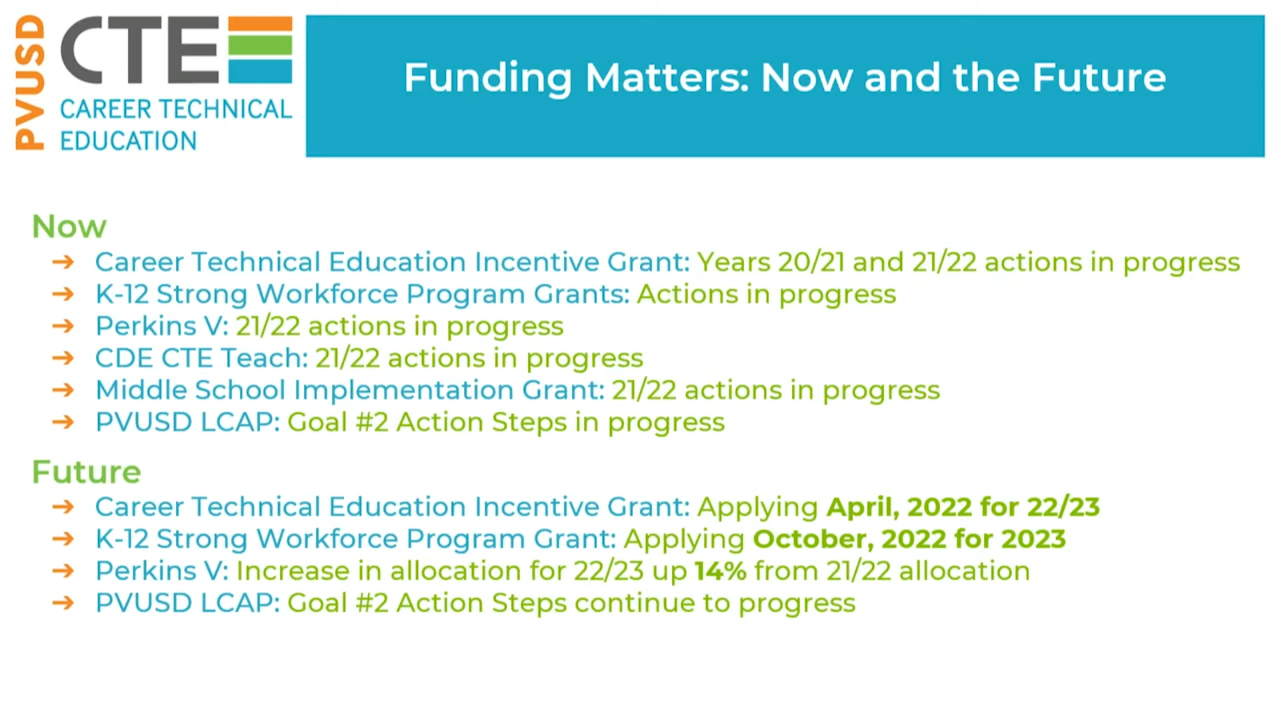 PVUSD
CTE
CAREER TECHNICAL
EDUCATION
Funding Matters: Now and the Future
Now
➔ Career Technical Education Incentive Grant: Years 20/21 and 21/22 actions in progress
➔ K-12 Strong Workforce Program Grants: Actions in progress
➔ Perkins V: 21/22 actions in progress
➔ CDE CTE Teach: 21/22 actions in progress
➔ Middle School Implementation Grant: 21/22 actions in progress
➔ PVUSD LCAP: Goal #2 Action Steps in progress
Future
➔ Career Technical Education Incentive Grant: Applying April, 2022 for 22/23
➔ K-12 Strong Workforce Program Grant: Applying October, 2022 for 2023
➔ Perkins V: Increase in allocation for 22/23 up 14% from 21/22 allocation
➔ PVUSD LCAP: Goal #2 Action Steps continue to progress